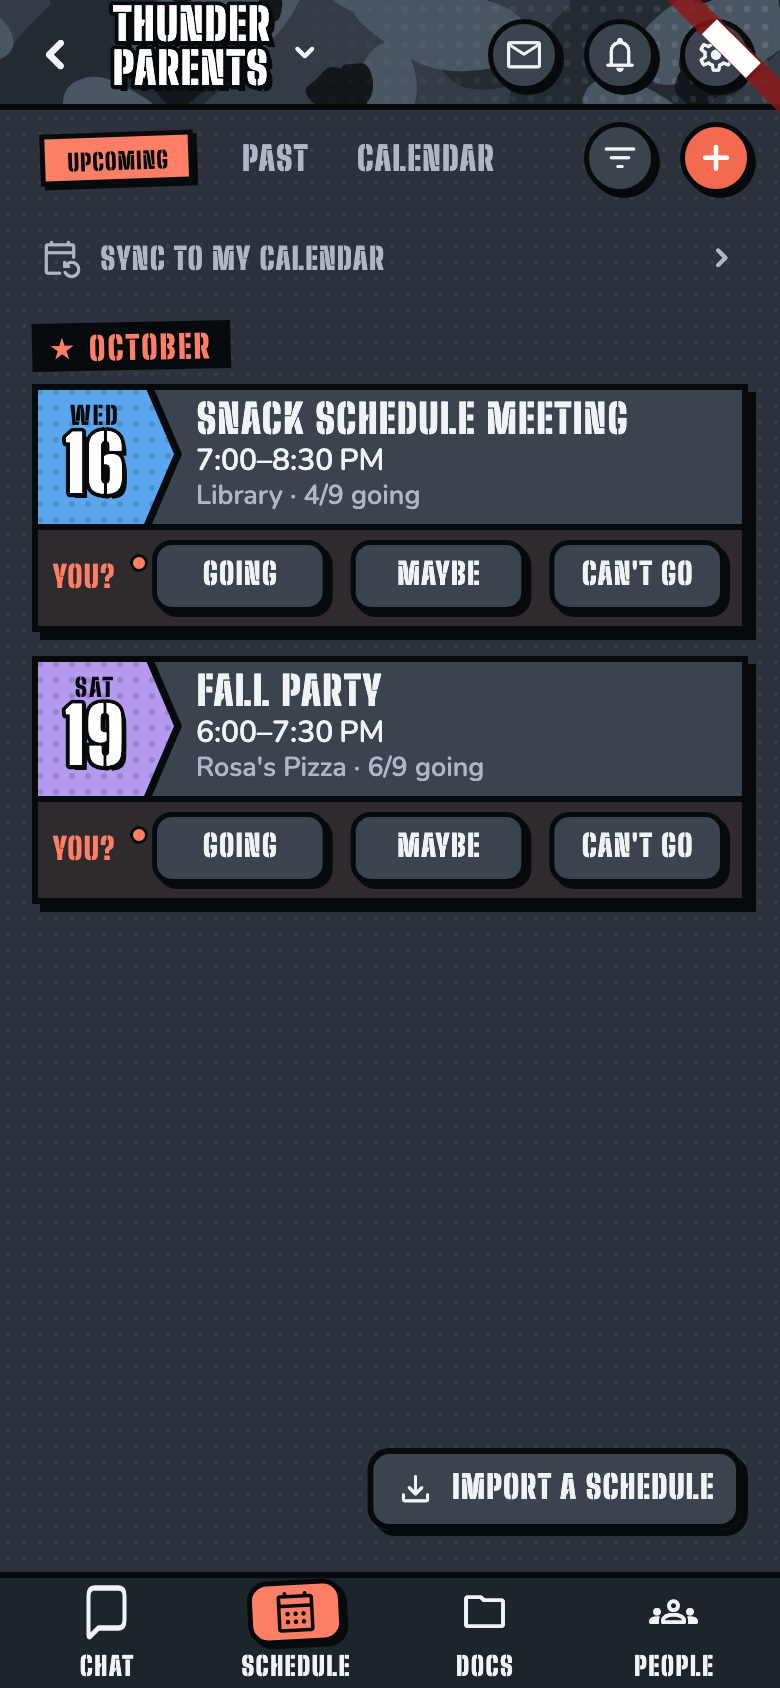 THUNDER
PARENTS
UPCOMING
PAST
CALENDAR
SYNC TO MY CALENDAR
★ OCTOBER
WED
16
SNACK SCHEDULE MEETING
7:00–8:30 PM
Library · 4/9 going
YOU?
GOING
MAYBE
CAN'T GO
SAT
19
FALL PARTY
6:00–7:30 PM
Rosa's Pizza · 6/9 going
YOU?
GOING
MAYBE
CAN'T GO
IMPORT A SCHEDULE
CHAT
SCHEDULE
DOCS
PEOPLE